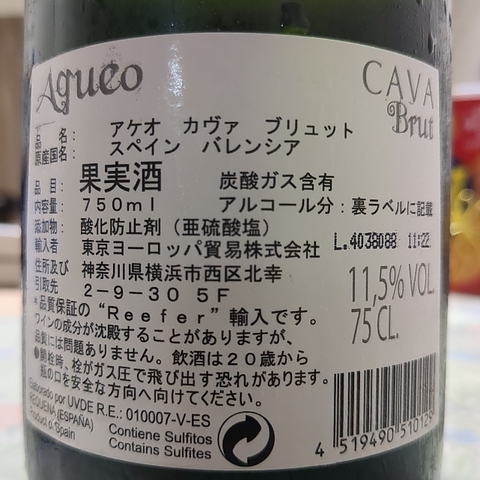 Aqueo
CAVA
Brut
品名： アケオ カヴァ ブリュット
原産国名： スペイン バレンシア
品目：果実酒 炭酸ガス含有
内容量：750ml アルコール分：裏ラベルに記載
添加物：酸化防止剤（亜硫酸塩）
輸入者 東京ヨーロッパ貿易株式会社
L.4038088 11:22
住所及び 神奈川県横浜市西区北幸
引取先 2－9－30 5F
11,5% VOL.
75 CL.
*品質保証の“Reefer”輸入です。
ワインの成分が沈殿することがありますが、
品質には問題ありません。飲酒は20歳から
●開栓時、栓がガス圧で飛び出す恐れがあります。
瓶の口を安全な方向へ向けてください。
Elaborado por UVDE R.E.: 010007-V-ES
REQUENA (ESPAÑA)
Product of Spain
Contiene Sulfitos
Contains Sulfites
4 519490 510129